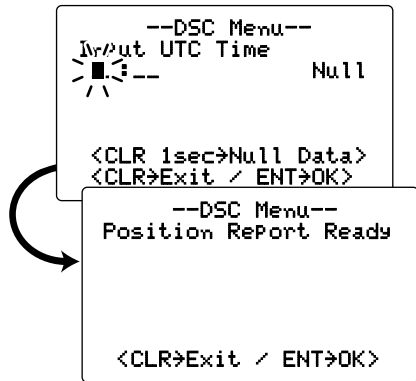 --DSC Menu--
Input UTC Time
:__ Null
<CLR 1sec→Null Data>
<CLR→Exit / ENT→OK>
--DSC Menu--
Position RePort Ready
<CLR→Exit / ENT→OK>